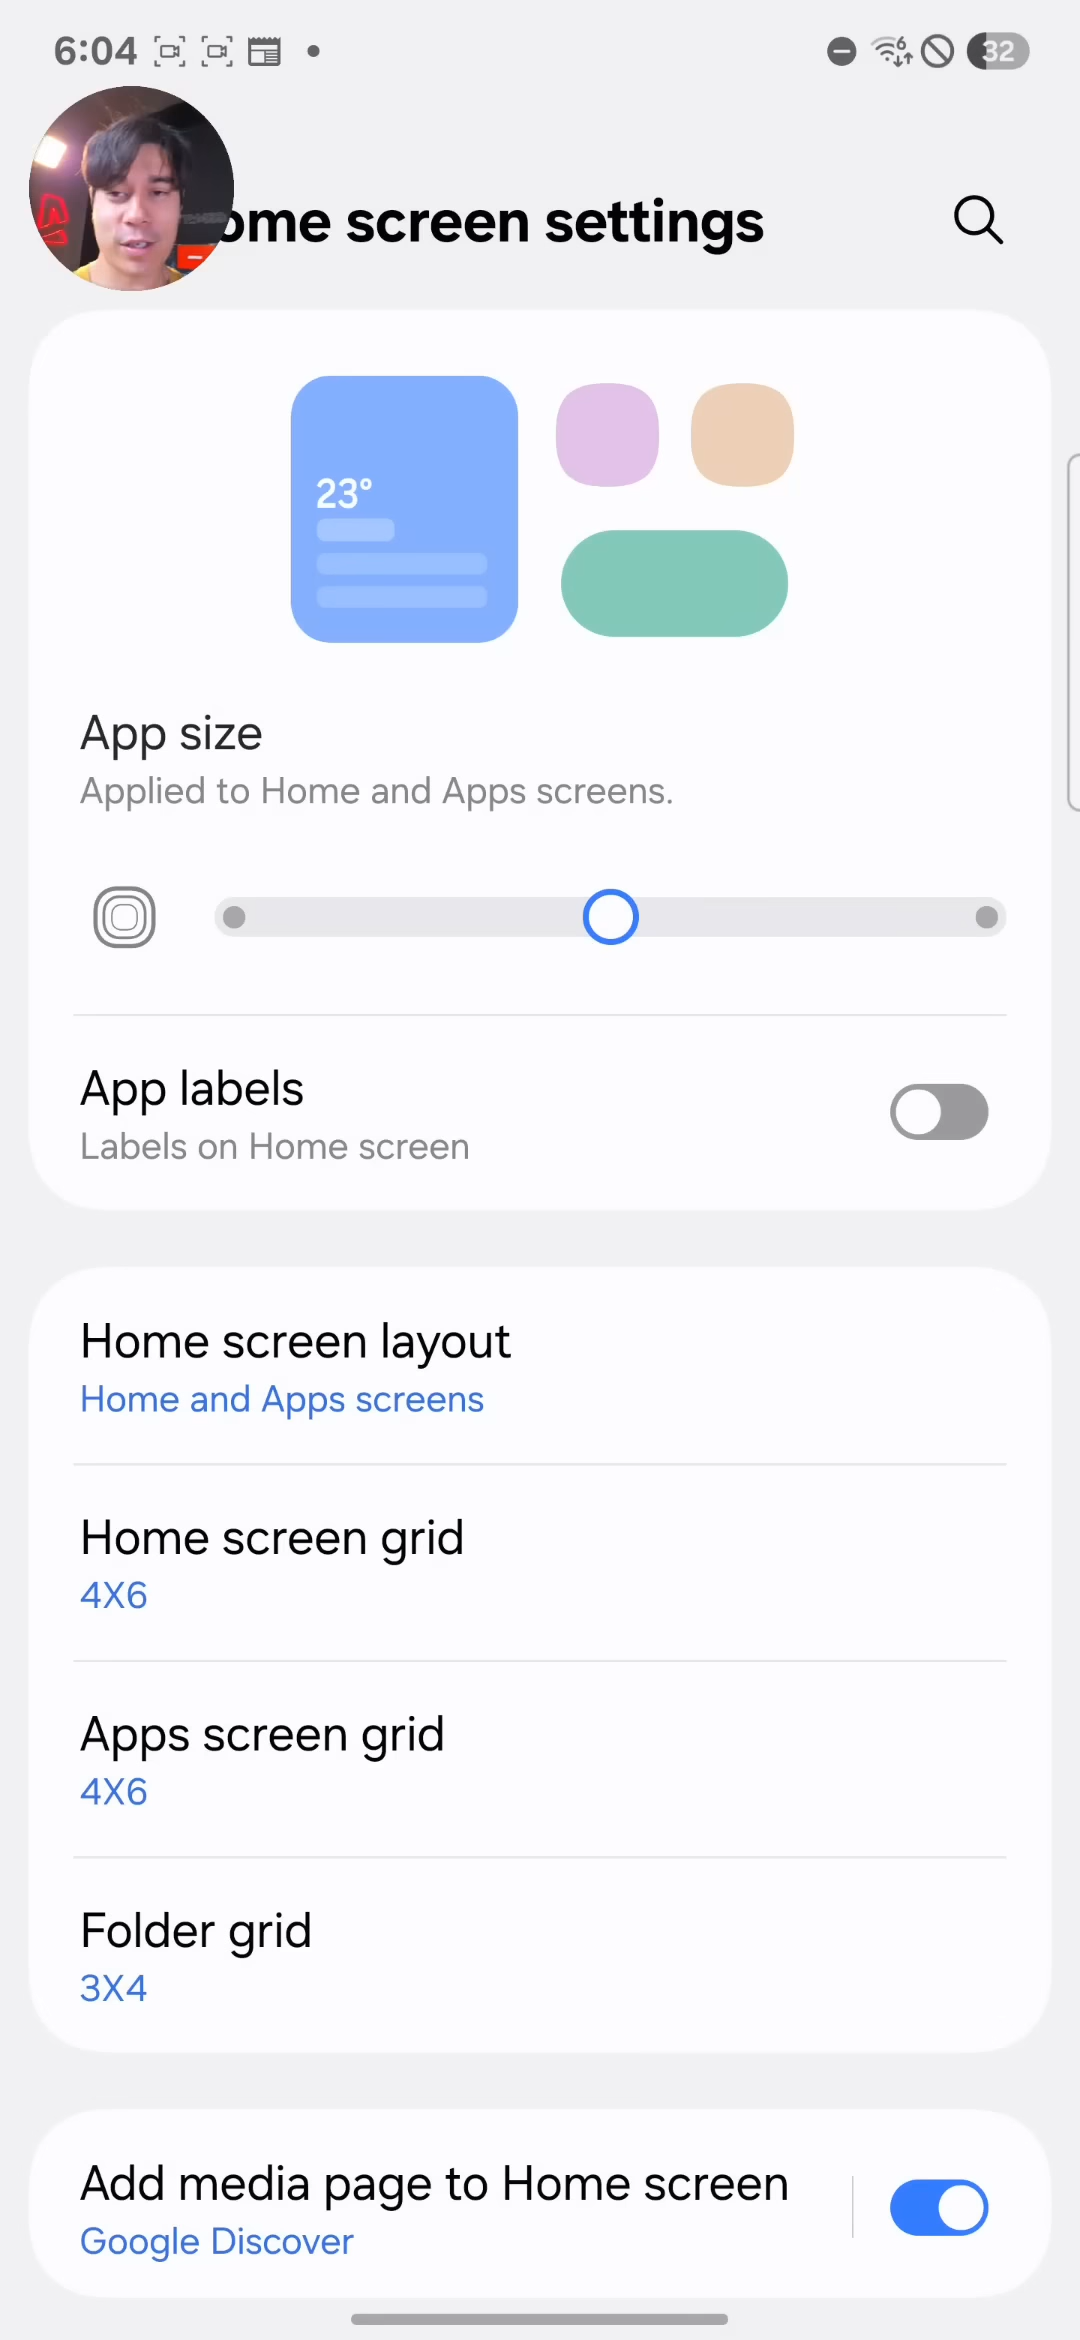 6:04
32
ome screen settings
23°
App size
Applied to Home and Apps screens.
App labels
Labels on Home screen
Home screen layout
Home and Apps screens
Home screen grid
4X6
Apps screen grid
4X6
Folder grid
3X4
Add media page to Home screen
Google Discover